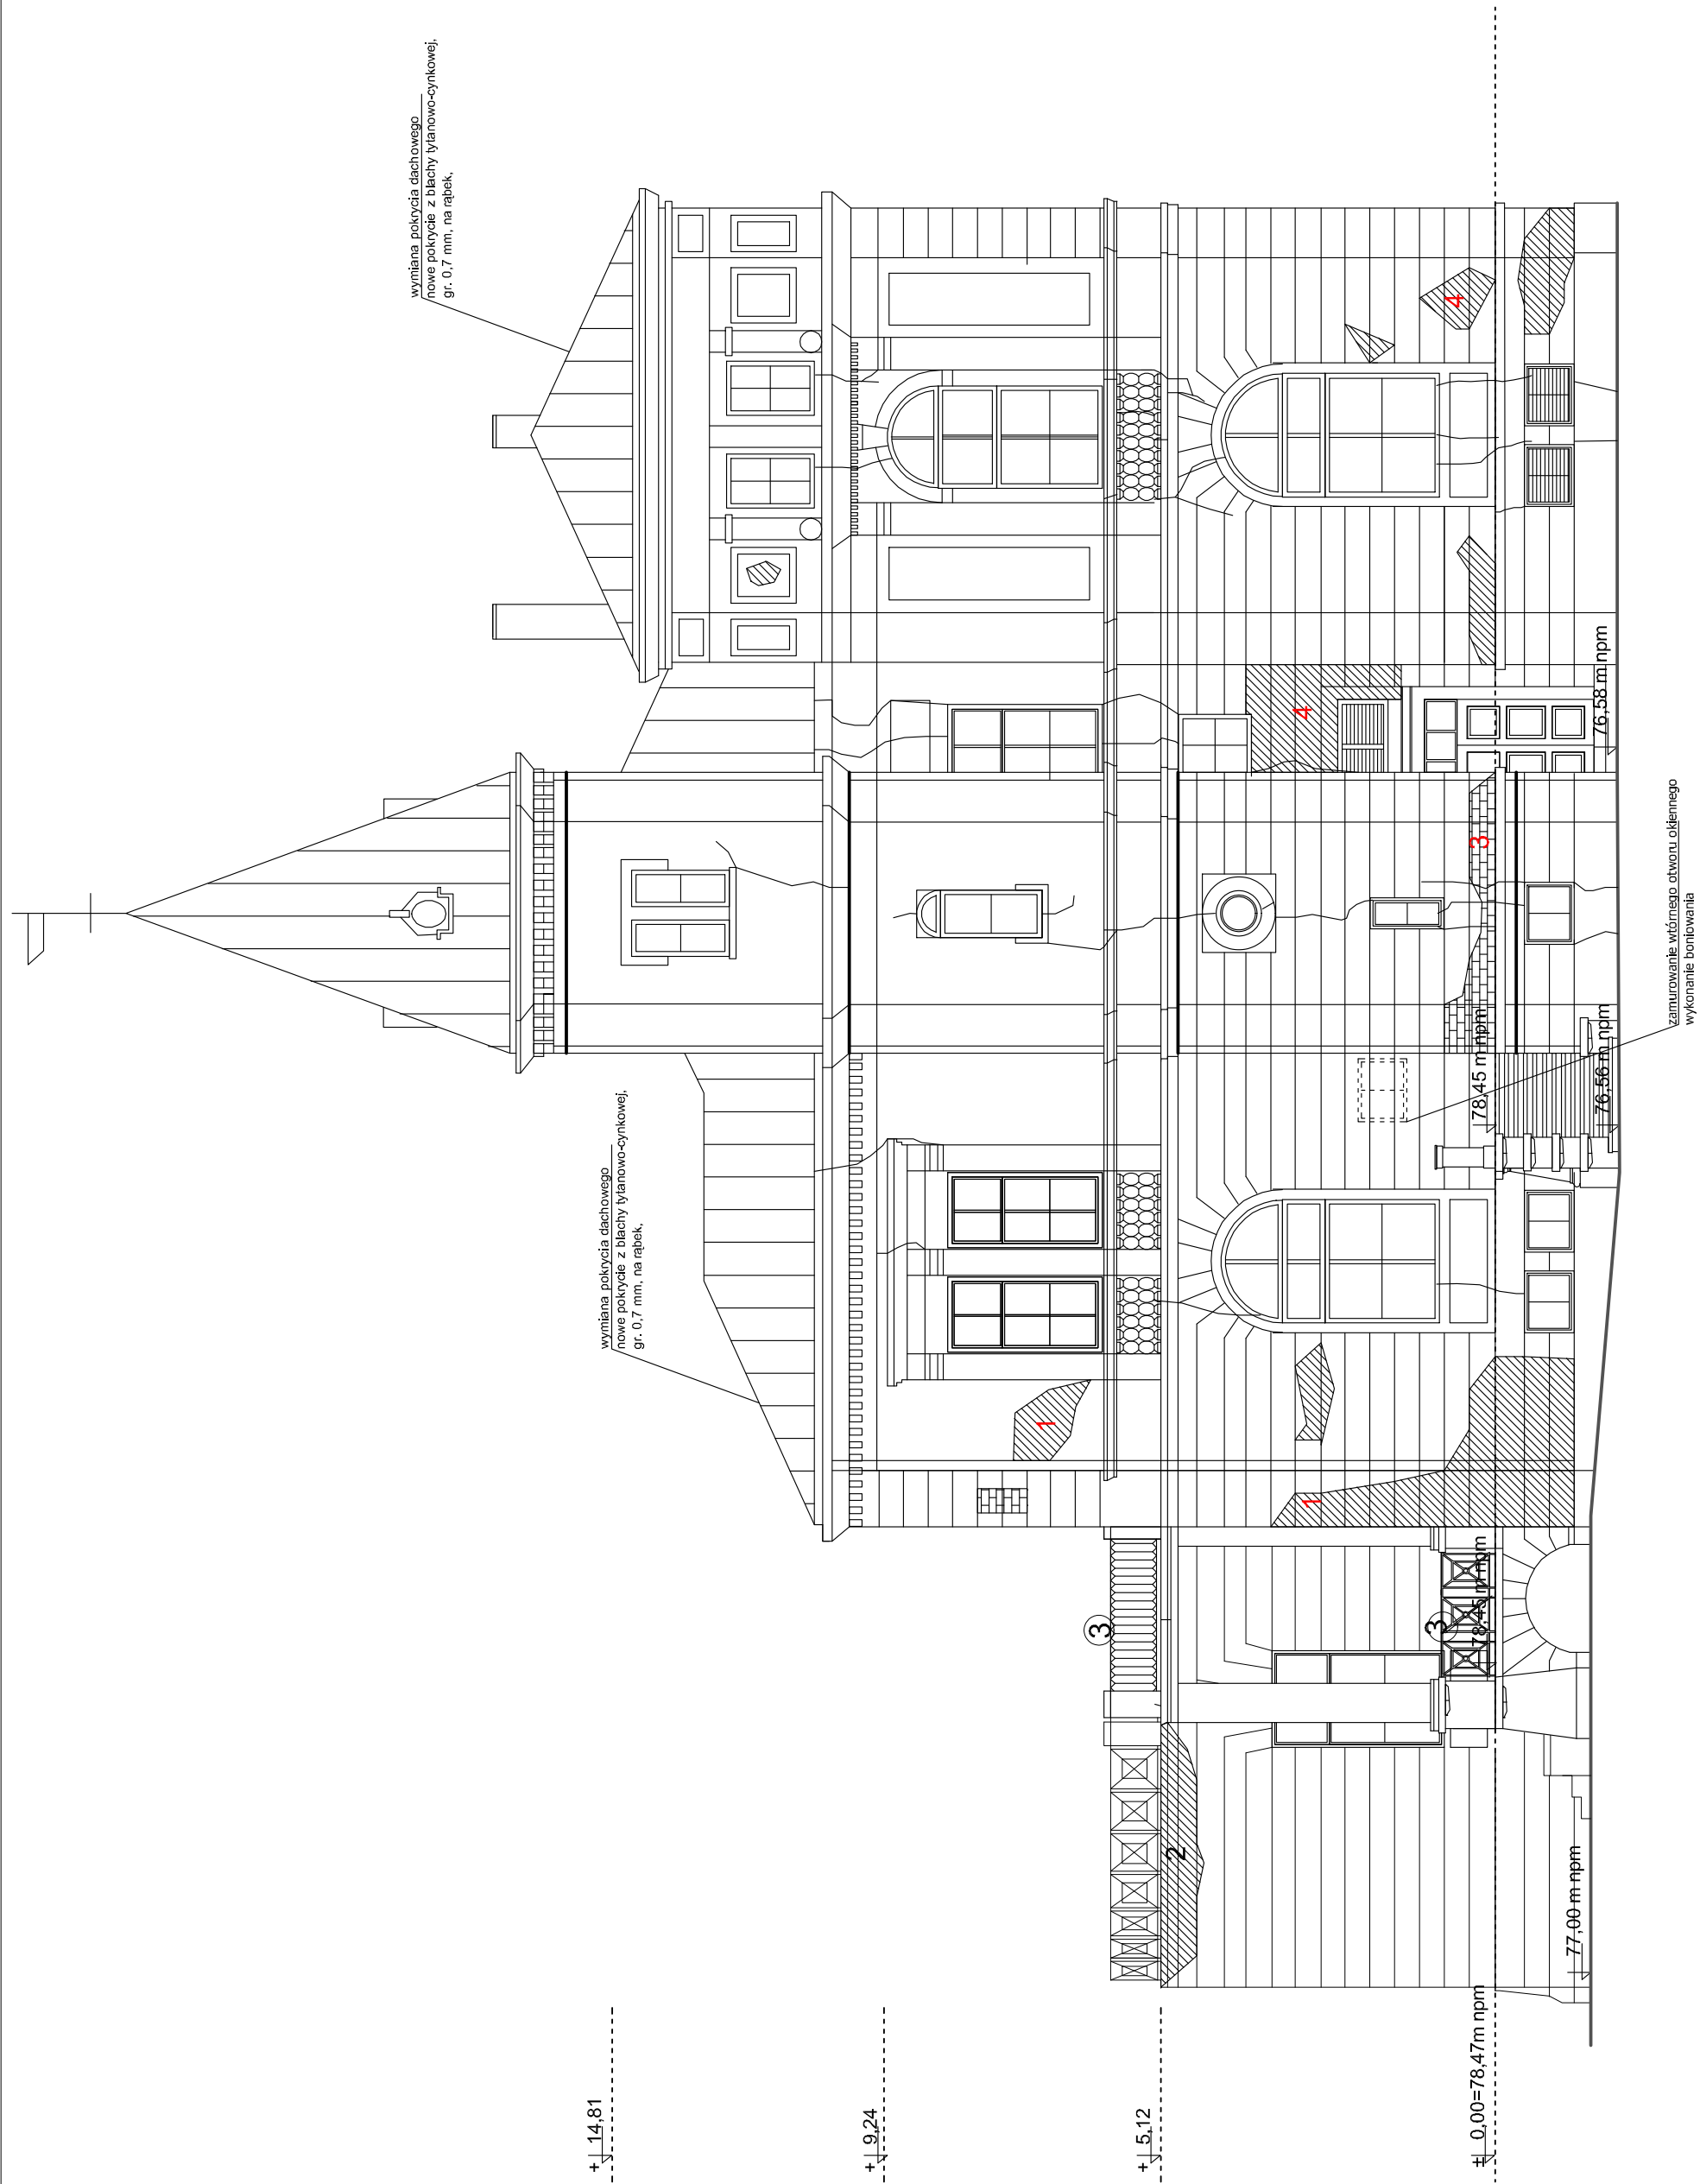 wymiana pokrycia dachowego
nowe pokrycie z blachy tytanowo-cynkowej,
gr. 0,7 mm, na rąbek,
wymiana pokrycia dachowego
nowe pokrycie z blachy tytanowo-cynkowej,
gr. 0,7 mm, na rąbek,
+ 14,81
+ 9,24
+ 5,12
± 0,00=78,47m npm
3
2
3
1
1
4
4
3
78,45 m npm
78,45 m npm
77,00 m npm
76,56 m npm
76,58 m npm
zamurowanie wtórnego otworu okiennego
wykonanie boniowania